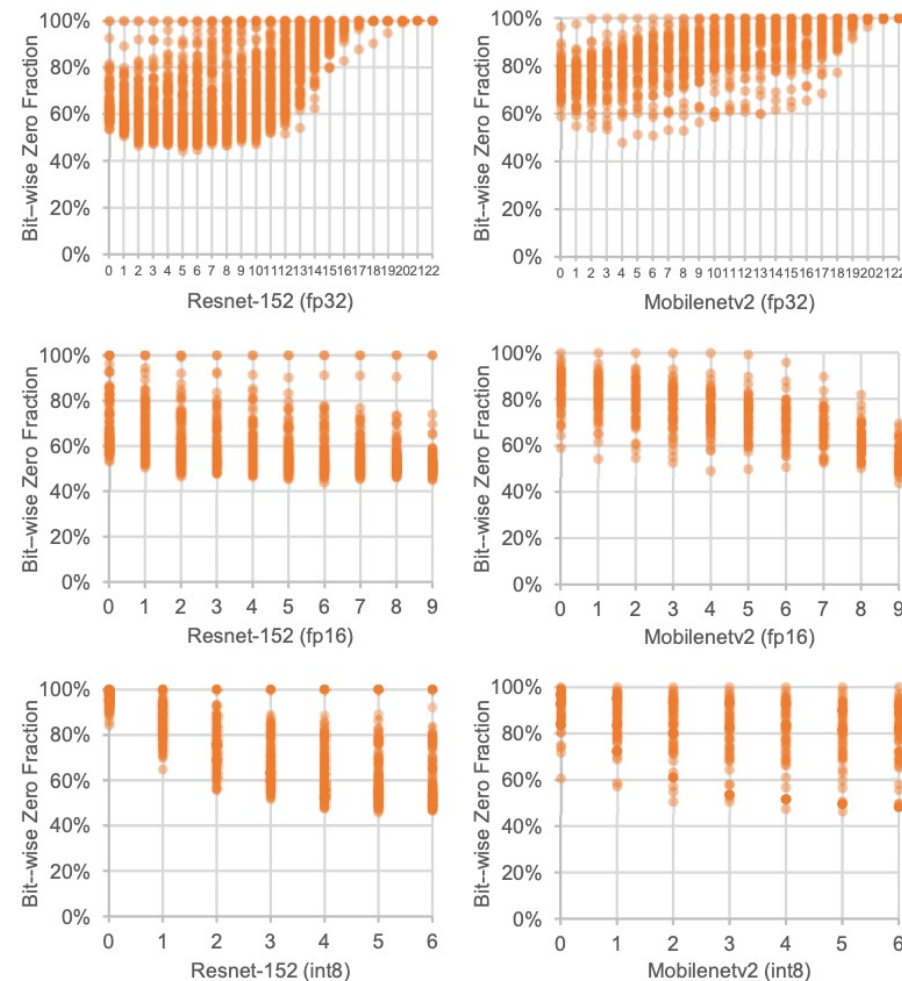 100%
80%
60%
40%
20%
0%
Bit–wise Zero Fraction
0 1 2 3 4 5 6 7 8 9 10 11 12 13 14 15 16 17 18 19 20 21 22
Resnet-152 (fp32)
100%
80%
60%
40%
20%
0%
Bit--wise Zero Fraction
0 1 2 3 4 5 6 7 8 9 10 11 12 13 14 15 16 17 18 19 20 21 22
Mobilenetv2 (fp32)
100%
80%
60%
40%
20%
0%
Bit--wise Zero Fraction
0 1 2 3 4 5 6 7 8 9
Resnet-152 (fp16)
100%
80%
60%
40%
20%
0%
Bit--wise Zero Fraction
0 1 2 3 4 5 6 7 8 9
Mobilenetv2 (fp16)
100%
80%
60%
40%
20%
0%
Bit--wise Zero Fraction
0 1 2 3 4 5 6
Resnet-152 (int8)
100%
80%
60%
40%
20%
0%
Bit--wise Zero Fraction
0 1 2 3 4 5 6
Mobilenetv2 (int8)